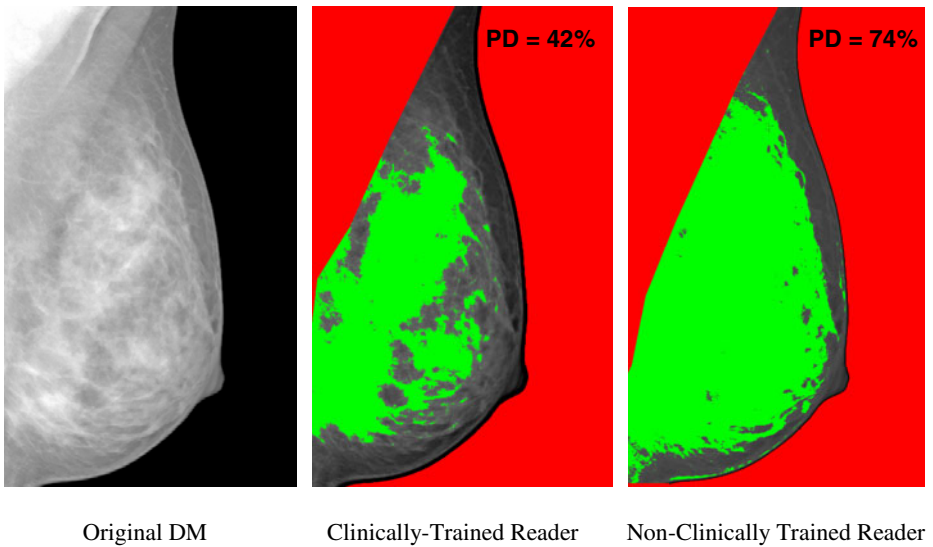 PD = 42%
PD = 74%
Original DM
Clinically-Trained Reader
Non-Clinically Trained Reader